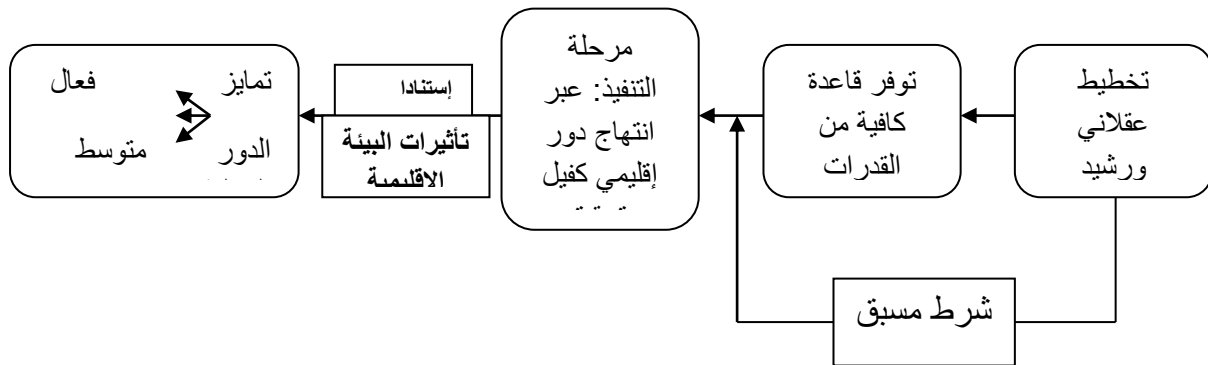 تخطيط
عقلاني
ورشيد
توفر قاعدة
كافية من
القدرات
مرحلة
التنفيذ: عبر
انتهاج دور
إقليمي كفيل
إستنادا
تأثيرات البيئة
الإقليمية
تمايز فعال
الدور متوسط
شرط مسبق